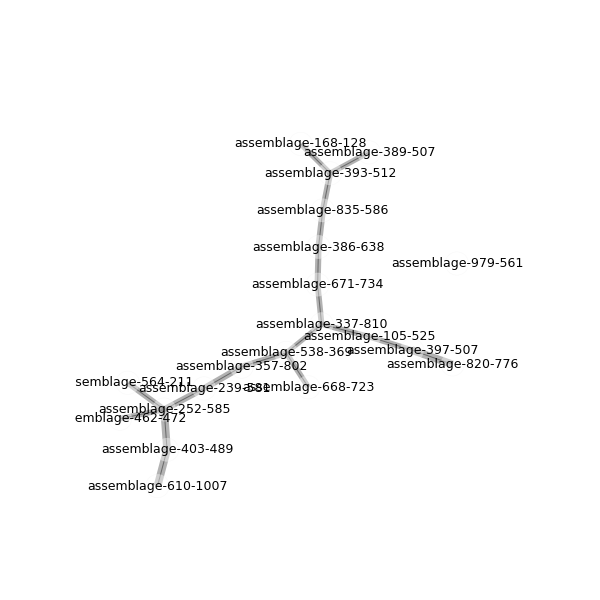 assemblage-168-128
assemblage-389-507
assemblage-393-512
assemblage-835-586
assemblage-386-638
assemblage-979-561
assemblage-671-734
assemblage-337-810
assemblage-105-525
assemblage-538-369
assemblage-397-507
assemblage-820-776
assemblage-357-802
semblage-564-211
assemblage-239-581
assemblage-668-723
assemblage-252-585
emblage-462-472
assemblage-403-489
assemblage-610-1007